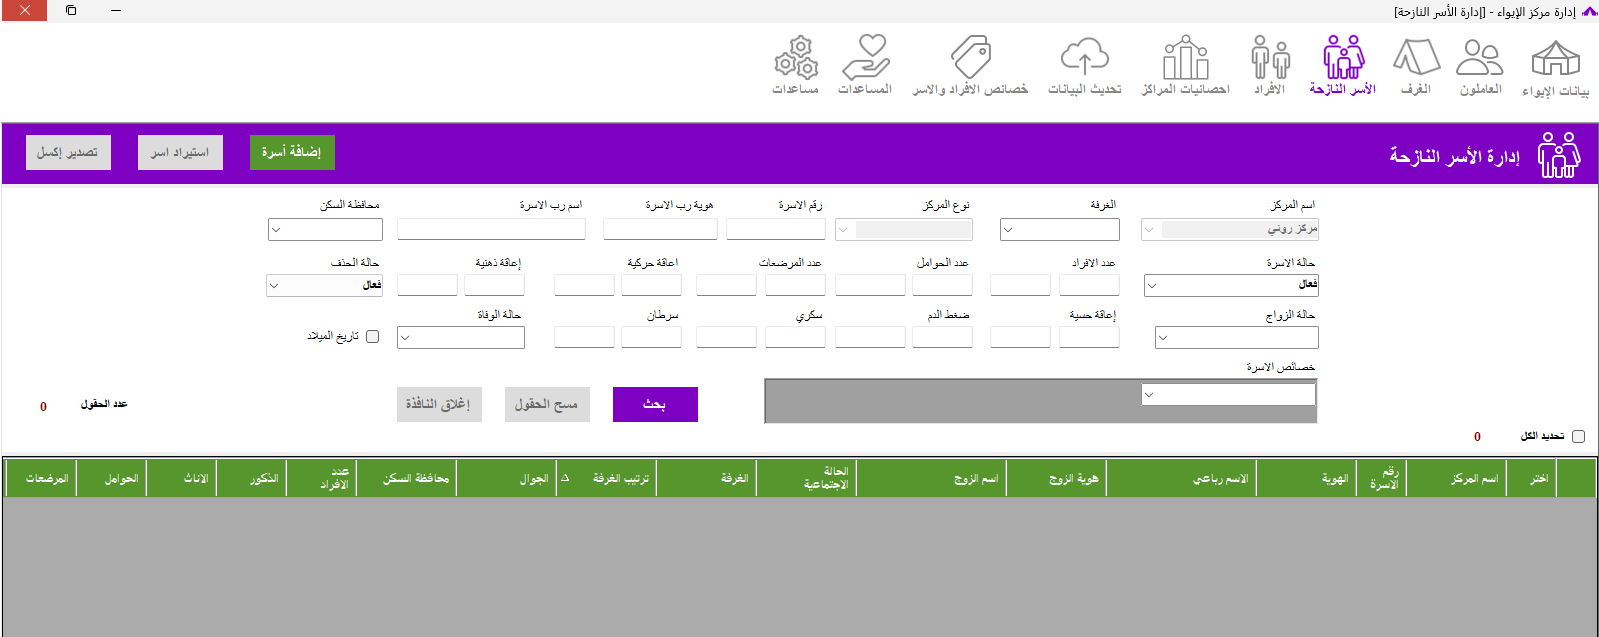 إدارة مركز الإيواء - [إدارة الأسر النازحة]
بيانات الإيواء
العاملون
الغرف
الأسر النازحة
الافراد
احصائيات المراكز
تحديث البيانات
خصائص الافراد والاسر
المساعدات
مساعدات
إدارة الأسر النازحة
إضافة أسرة
استيراد اسر
تصدير إكسل
اسم المركز
الغرفة
نوع المركز
رقم الاسرة
هوية رب الاسرة
اسم رب الاسرة
محافظة السكن
مركز روني
حالة الاسرة
عدد الافراد
عدد الحوامل
عدد المرضعات
اعاقة حركية
إعاقة ذهنية
حالة الحذف
فعال
فعال
حالة الزواج
إعاقة حسية
ضغط الدم
سكري
سرطان
حالة الوفاة
تاريخ الميلاد
خصائص الاسرة
بحث
مسح الحقول
إغلاق النافذة
عدد الحقول
0
تحديد الكل
0
اختر
اسم المركز
رقم الاسرة
الهوية
الاسم رباعي
هوية الزوج
اسم الزوج
الحالة الاجتماعية
الغرفة
ترتيب الغرفة
الجوال
محافظة السكن
عدد الافراد
الذكور
الاناث
الحوامل
المرضعات